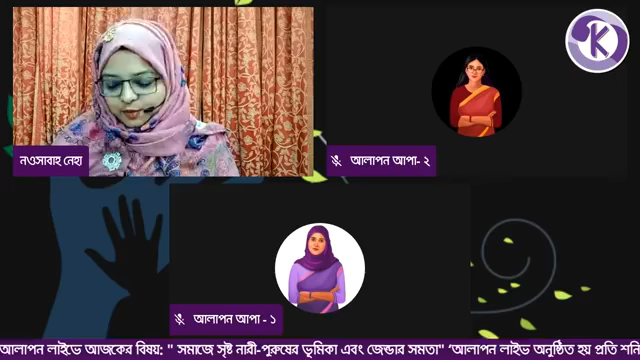 K
নওসাবাহ নেহা
আলাপন আপা- ২
আলাপন আপা - ১
আলাপন লাইভে আজকের বিষয়: " সমাজে সৃষ্ট নারী-পুরুষের ভূমিকা এবং জেন্ডার সমতা" ‘আলাপন লাইভ অনুষ্ঠিত হয় প্রতি শনি